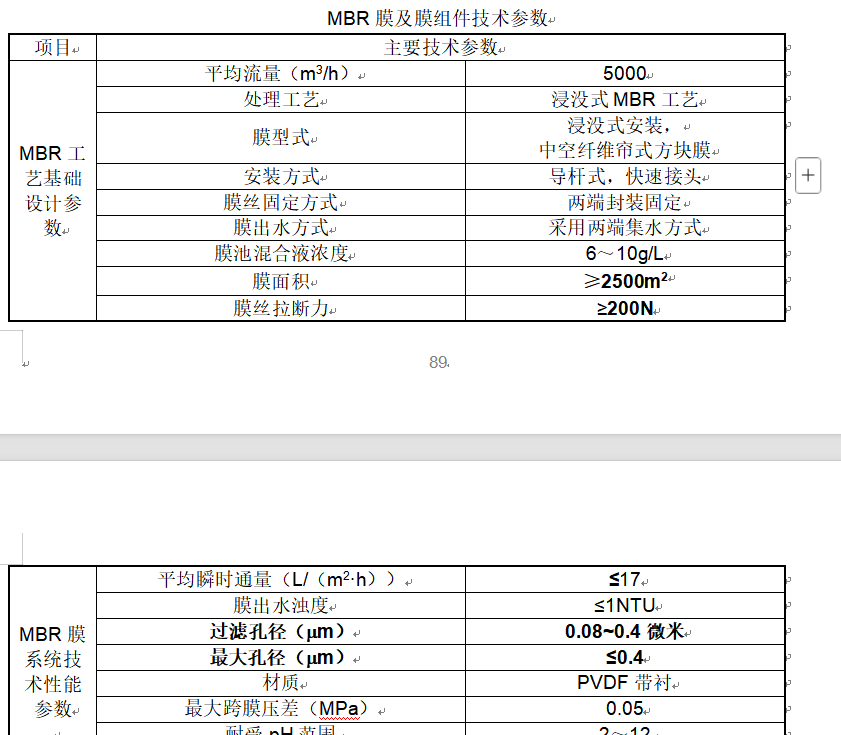 MBR 膜及膜组件技术参数
项目 主要技术参数
MBR 工艺基础设计参数
平均流量（m³/h） 5000
处理工艺 浸没式 MBR 工艺
膜型式 浸没式安装，
中空纤维帘式方块膜
安装方式 导杆式，快速接头
膜丝固定方式 两端封装固定
膜出水方式 采用两端集水方式
膜池混合液浓度 6～10g/L
膜面积 ≥2500m²
膜丝拉断力 ≥200N
89
MBR 膜系统技术性能参数
平均瞬时通量（L/（m²·h）） ≤17
膜出水浊度 ≤1NTU
过滤孔径（μm） 0.08~0.4 微米
最大孔径（μm） ≤0.4
材质 PVDF 带衬
最大跨膜压差（MPa） 0.05
耐受 pH 范围 2～12